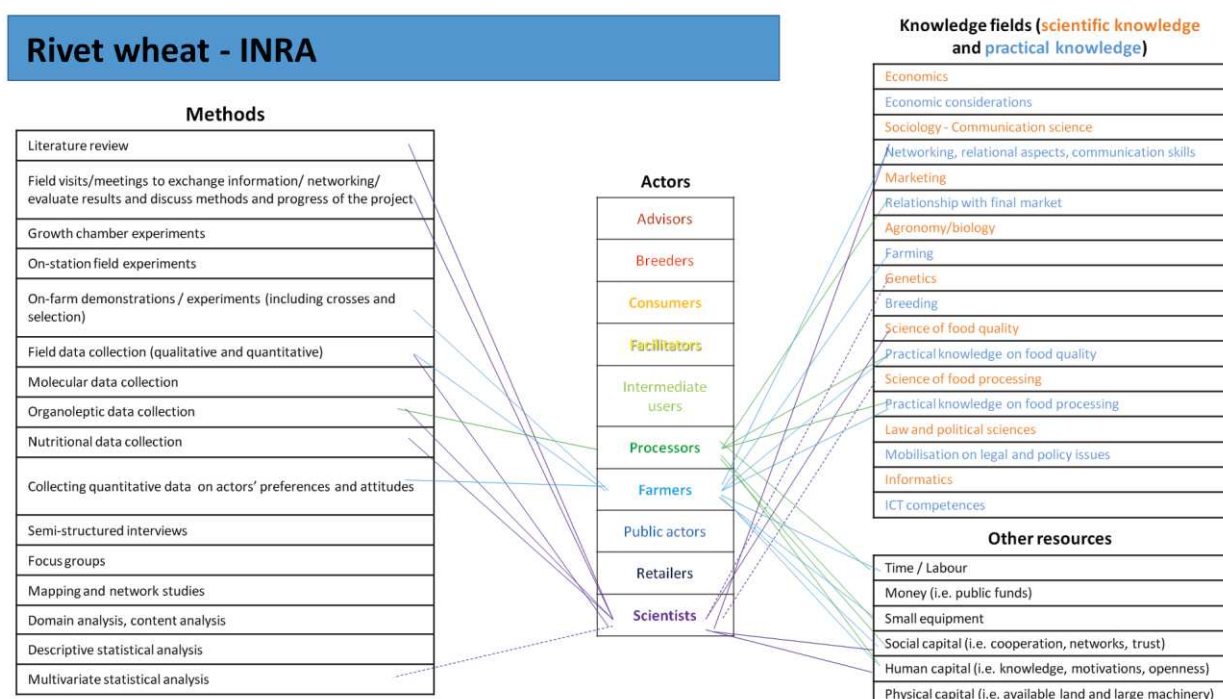 Rivet wheat - INRA
Methods
Literature review
Field visits/meetings to exchange information/ networking/
evaluate results and discuss methods and progress of the project
Growth chamber experiments
On-station field experiments
On-farm demonstrations / experiments (including crosses and
selection)
Field data collection (qualitative and quantitative)
Molecular data collection
Organoleptic data collection
Nutritional data collection
Collecting quantitative data on actors' preferences and attitudes
Semi-structured interviews
Focus groups
Mapping and network studies
Domain analysis, content analysis
Descriptive statistical analysis
Multivariate statistical analysis
Actors
Advisors
Breeders
Consumers
Facilitators
Intermediate
users
Processors
Farmers
Public actors
Retailers
Scientists
Knowledge fields (scientific knowledge
and practical knowledge)
Economics
Economic considerations
Sociology - Communication science
Networking, relational aspects, communication skills
Marketing
Relationship with final market
Agronomy/biology
Farming
Genetics
Breeding
Science of food quality
Practical knowledge on food quality
Science of food processing
Practical knowledge on food processing
Law and political sciences
Mobilisation on legal and policy issues
Informatics
ICT competences
Other resources
Time / Labour
Money (i.e. public funds)
Small equipment
Social capital (i.e. cooperation, networks, trust)
Human capital (i.e. knowledge, motivations, openness)
Physical capital (i.e. available land and large machinery)